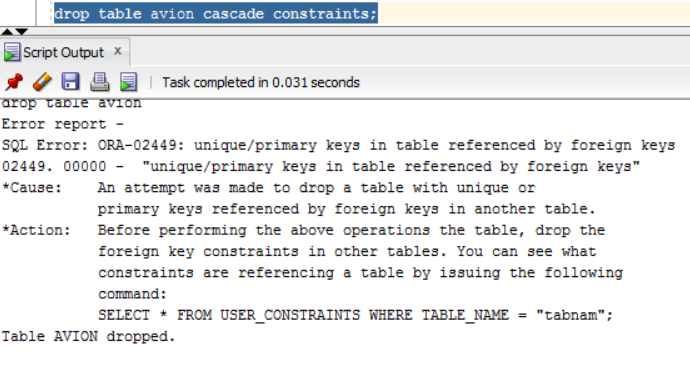 drop table avion cascade constraints;
Script Output x
Task completed in 0.031 seconds
drop table avion
Error report -
SQL Error: ORA-02449: unique/primary keys in table referenced by foreign keys
02449. 00000 -  "unique/primary keys in table referenced by foreign keys"
*Cause:    An attempt was made to drop a table with unique or
           primary keys referenced by foreign keys in another table.
*Action:   Before performing the above operations the table, drop the
           foreign key constraints in other tables. You can see what
           constraints are referencing a table by issuing the following
           command:
           SELECT * FROM USER_CONSTRAINTS WHERE TABLE_NAME = "tabnam";
Table AVION dropped.